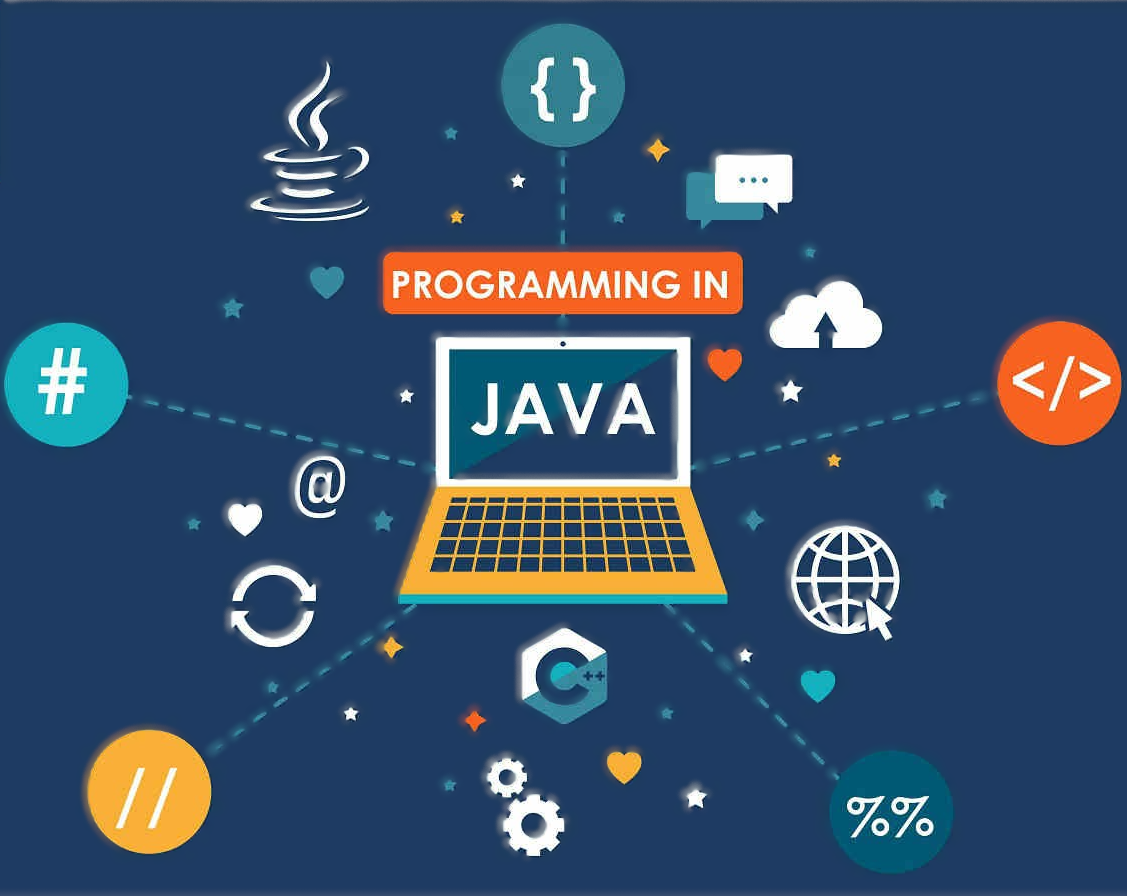 { }
...
PROGRAMMING IN
#
JAVA
</>
@
C++
//
%%